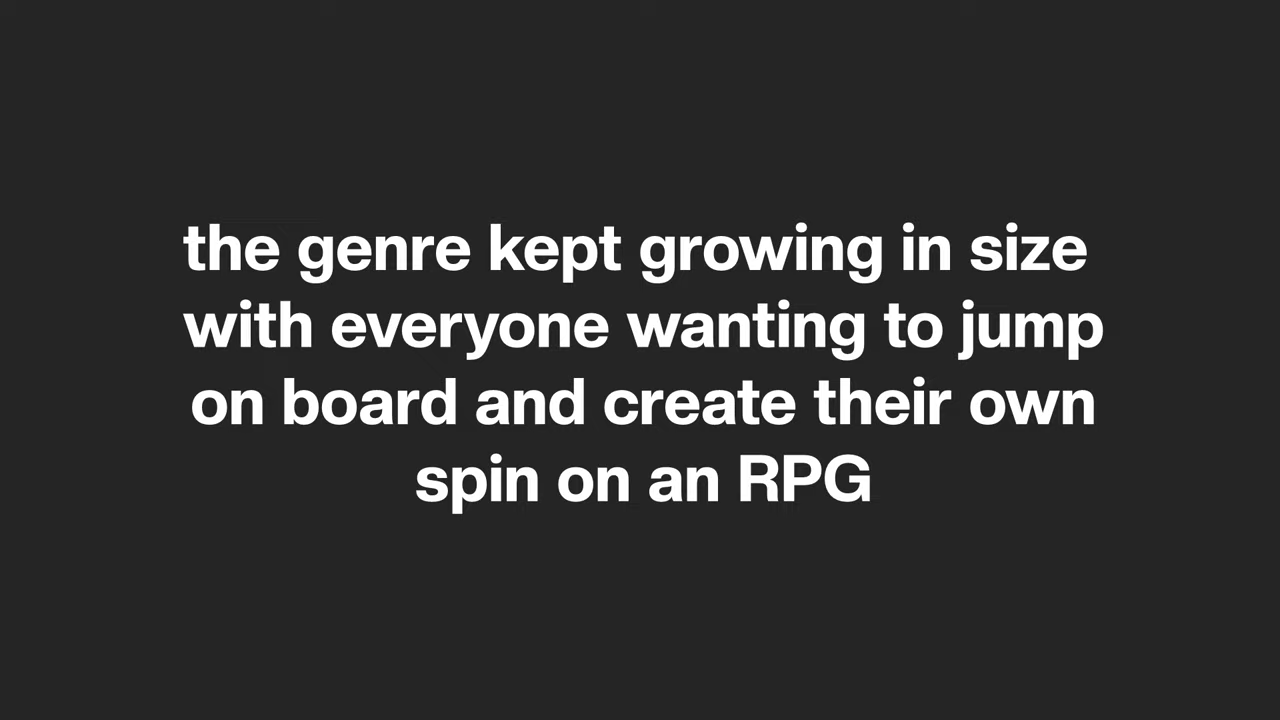 the genre kept growing in size
with everyone wanting to jump
on board and create their own
spin on an RPG